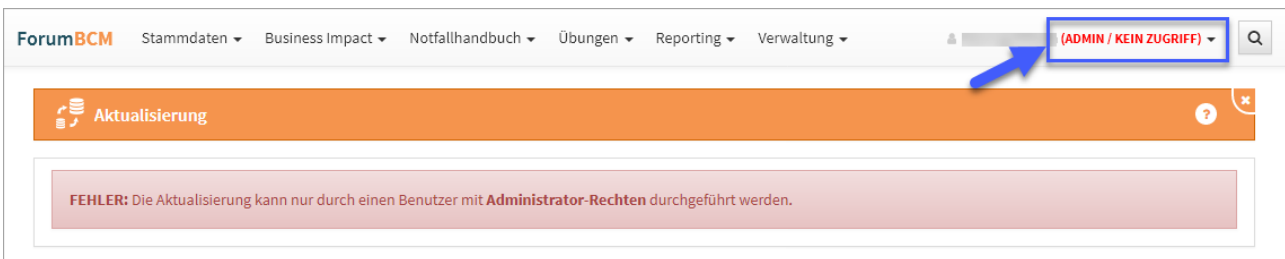 ForumBCM Stammdaten Business Impact Notfallhandbuch Übungen Reporting Verwaltung (ADMIN / KEIN ZUGRIFF)
Aktualisierung ?
FEHLER: Die Aktualisierung kann nur durch einen Benutzer mit Administrator-Rechten durchgeführt werden.